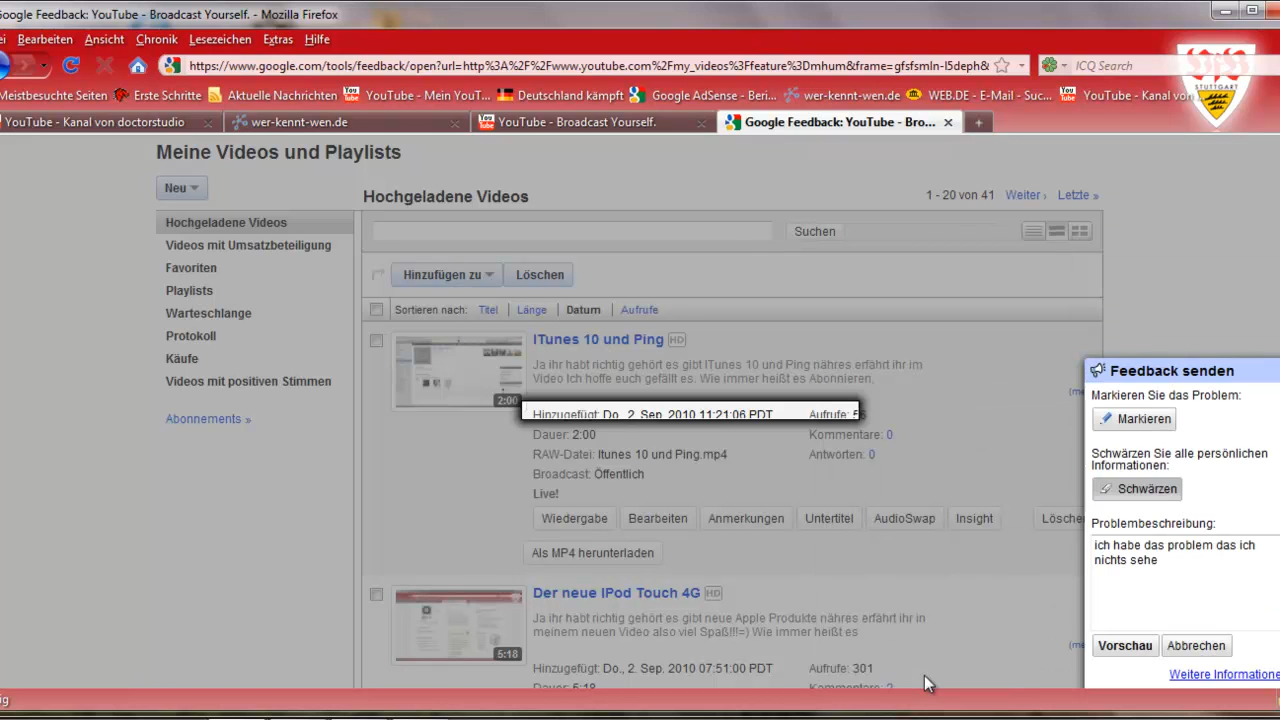 Google Feedback: YouTube - Broadcast Yourself. - Mozilla Firefox
Bearbeiten Ansicht Chronik Lesezeichen Extras Hilfe
https://www.google.com/tools/feedback/open?url=http%3A%2F%2Fwww.youtube.com%2Fmy_videos%3Ffeature%3Dmhum&frame=gfsfsmln-l5deph& ICQ Search
Meistbesuchte Seiten Erste Schritte Aktuelle Nachrichten YouTube - Mein YouT... Deutschland kämpft Google AdSense - Beri... wer-kennt-wen.de WEB.DE - E-Mail - Suc... YouTube - Kanal von
YouTube - Kanal von doctorstudio wer-kennt-wen.de YouTube - Broadcast Yourself. Google Feedback: YouTube - Bro...
STUTTGART
Meine Videos und Playlists
Neu
Hochgeladene Videos
1 - 20 von 41 Weiter › Letzte »
Hochgeladene Videos
Videos mit Umsatzbeteiligung
Favoriten
Playlists
Warteschlange
Protokoll
Käufe
Videos mit positiven Stimmen
Abonnements »
Suchen
Hinzufügen zu Löschen
Sortieren nach: Titel | Länge | Datum | Aufrufe
ITunes 10 und Ping HD
Ja ihr habt richtig gehört es gibt ITunes 10 und Ping nähres erfährt ihr im
Video Ich hoffe euch gefällt es. Wie immer heißt es Abonnieren,
2:00
Hinzugefügt: Do., 2. Sep. 2010 11:21:06 PDT Aufrufe:
Dauer: 2:00 Kommentare: 0
RAW-Datei: Itunes 10 und Ping.mp4 Antworten: 0
Broadcast: Öffentlich
Live!
Wiedergabe Bearbeiten Anmerkungen Untertitel AudioSwap Insight Löschen
Als MP4 herunterladen
Der neue IPod Touch 4G HD
Ja ihr habt richtig gehört es gibt neue Apple Produkte nähres erfährt ihr in
meinem neuen Video also viel Spaß!!!=) Wie immer heißt es
5:18
Hinzugefügt: Do., 2. Sep. 2010 07:51:00 PDT Aufrufe: 301
Dauer: 5:18 Kommentare: 2
Feedback senden
Markieren Sie das Problem:
Markieren
Schwärzen Sie alle persönlichen
Informationen:
Schwärzen
Problembeschreibung:
ich habe das problem das ich
nichts sehe
Vorschau Abbrechen
Weitere Informatione